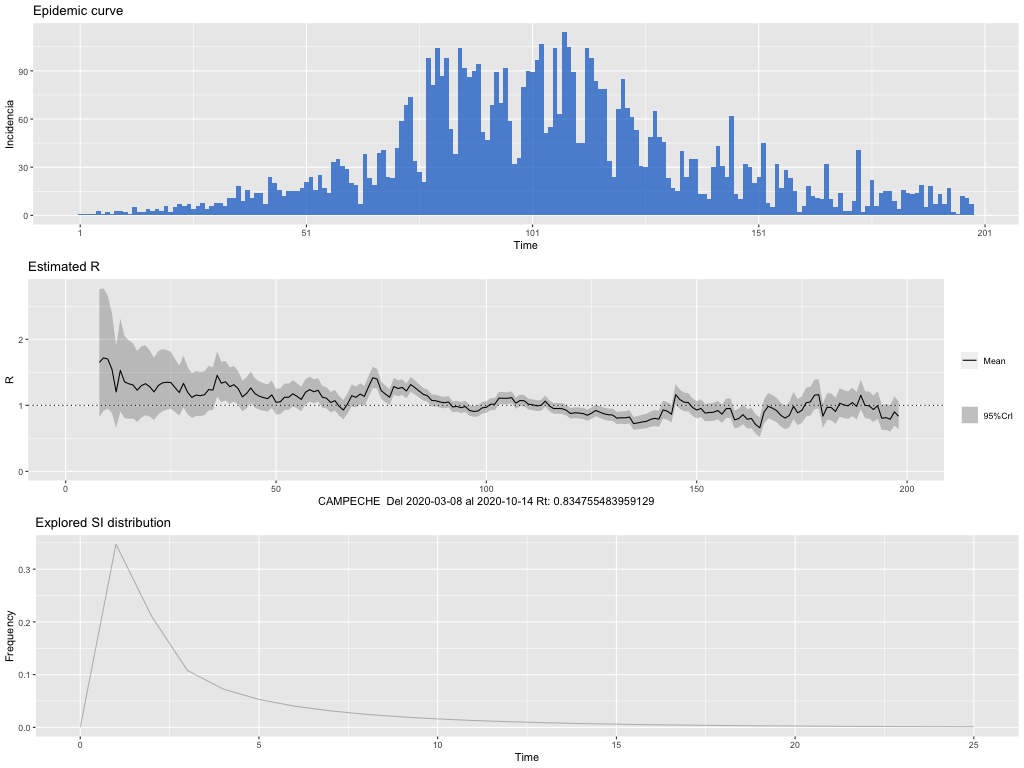 Epidemic curve
Incidencia
90
60
30
0
1 51 101 151 201
Time
Estimated R
R
2
1
0
0 50 100 150 200
Mean
95%CrI
CAMPECHE Del 2020-03-08 al 2020-10-14 Rt: 0.834755483959129
Explored SI distribution
Frequency
0.3
0.2
0.1
0.0
0 5 10 15 20 25
Time